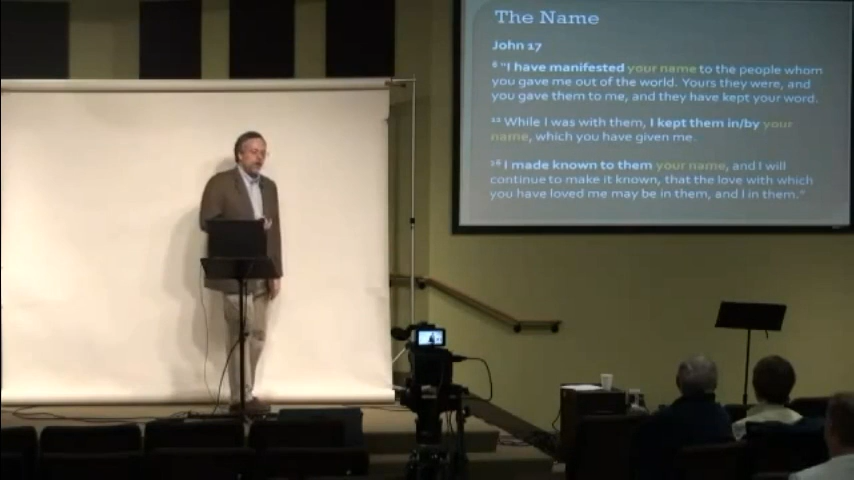 The Name
John 17
6 "I have manifested your name to the people whom
you gave me out of the world. Yours they were, and
you gave them to me, and they have kept your word.
12 While I was with them, I kept them in/by your
name, which you have given me.
I made known to them your name, and I will
continue to make it known, that the love with which
you have loved me may be in them, and I in them."